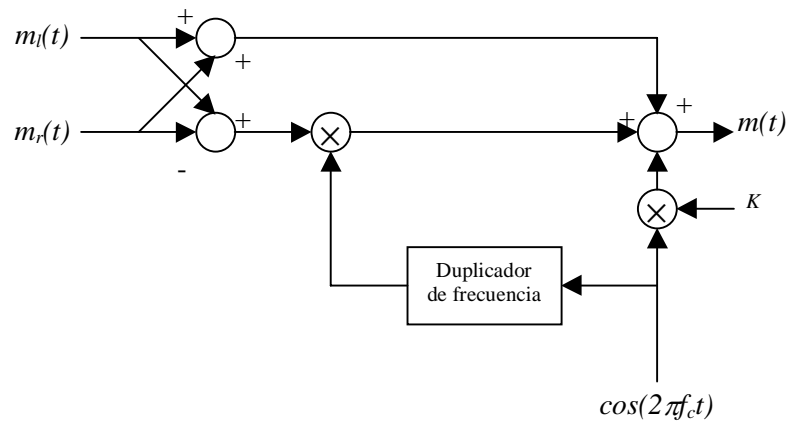 +
m_l(t)
+
+
m_r(t)
+
+
m(t)
-
K
Duplicador
de frecuencia
cos(2πf_ct)